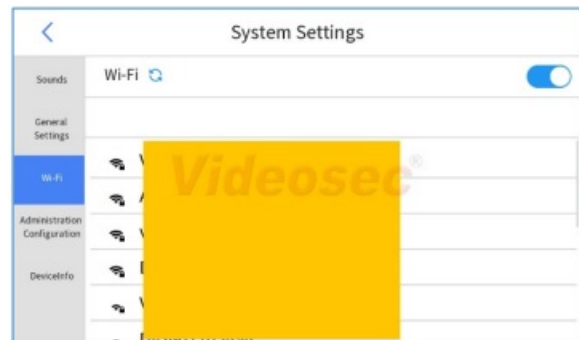 System Settings
Sounds
Wi-Fi
General
Settings
Wi-Fi
Administration
Configuration
DeviceInfo
Videosec®